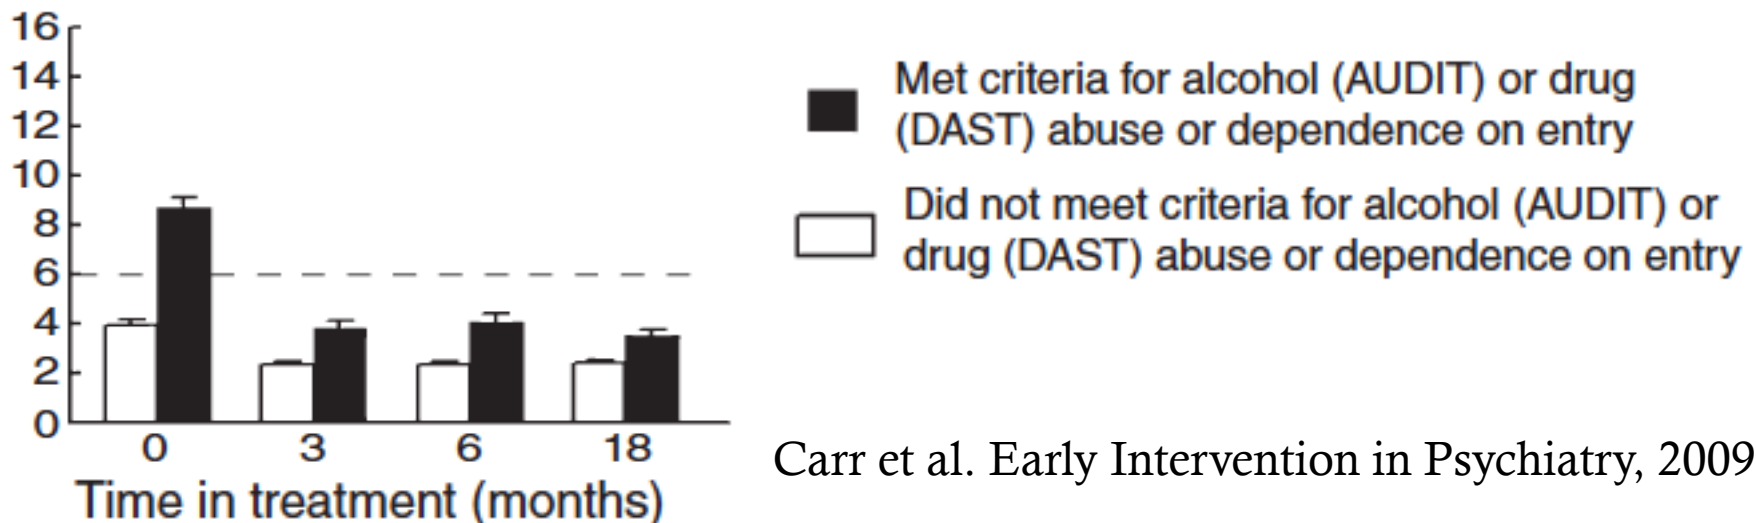 16
14
12
10
8
6
4
2
0
0 3 6 18
Time in treatment (months)
Met criteria for alcohol (AUDIT) or drug
(DAST) abuse or dependence on entry
Did not meet criteria for alcohol (AUDIT) or
drug (DAST) abuse or dependence on entry
Carr et al. Early Intervention in Psychiatry, 2009